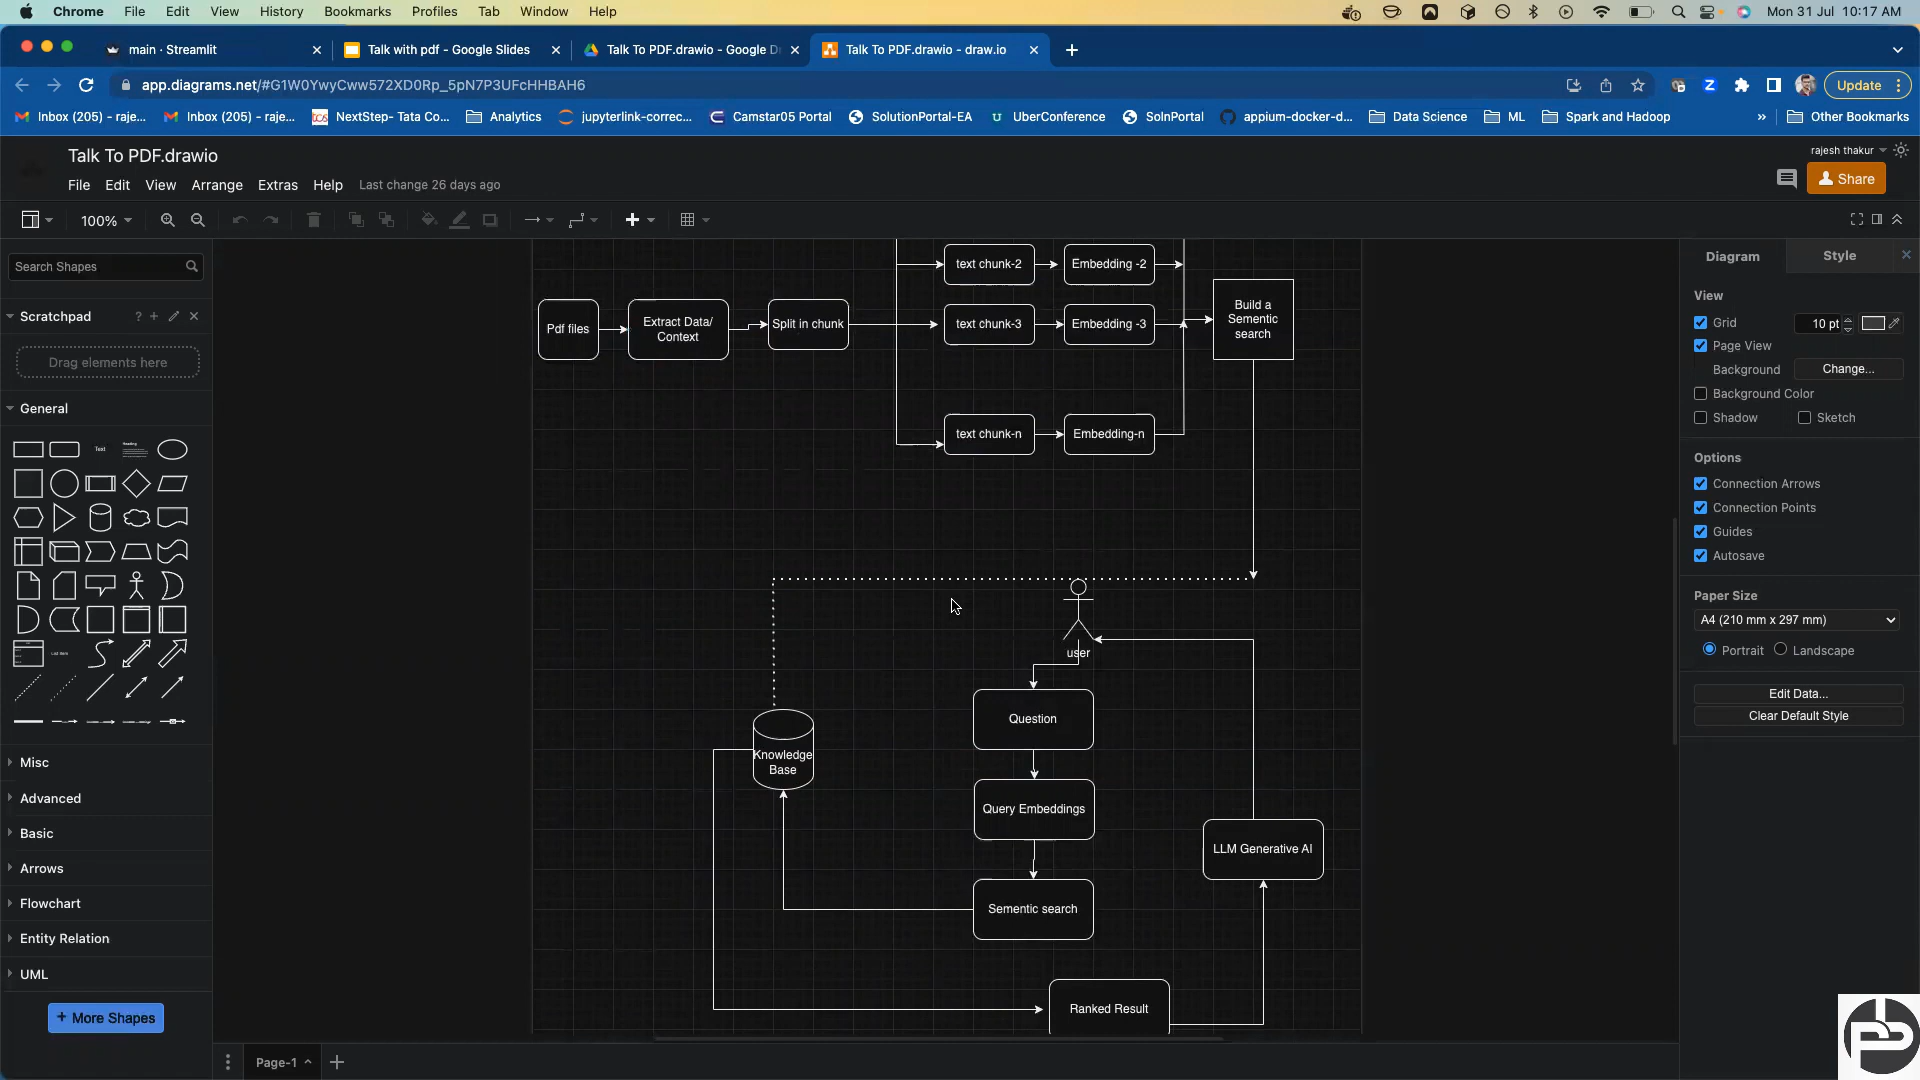 Chrome File Edit View History Bookmarks Profiles Tab Window Help Mon 31 Jul 10:17 AM
main · Streamlit
Talk with pdf - Google Slides
Talk To PDF.drawio - Google D
Talk To PDF.drawio - draw.io
app.diagrams.net/#G1W0YwyCww572XD0Rp_5pN7P3UFcHHBAH6
Update
Inbox (205) - raje...
Inbox (205) - raje...
NextStep- Tata Co...
Analytics
jupyterlink-correc...
Camstar05 Portal
SolutionPortal-EA
UberConference
SolnPortal
appium-docker-d...
Data Science
ML
Spark and Hadoop
»
Other Bookmarks
Talk To PDF.drawio
rajesh thakur
File Edit View Arrange Extras Help Last change 26 days ago
Share
100%
Search Shapes
Scratchpad
?
Drag elements here
General
Text
Heading
List Item
Misc
Advanced
Basic
Arrows
Flowchart
Entity Relation
UML
+ More Shapes
text chunk-2
Embedding -2
Pdf files
Extract Data/
Context
Split in chunk
text chunk-3
Embedding -3
Build a
Sementic
search
text chunk-n
Embedding-n
user
Question
Knowledge
Base
Query Embeddings
LLM Generative AI
Sementic search
Ranked Result
Page-1
Diagram
Style
View
Grid
10 pt
Page View
Background
Change...
Background Color
Shadow
Sketch
Options
Connection Arrows
Connection Points
Guides
Autosave
Paper Size
A4 (210 mm x 297 mm)
Portrait
Landscape
Edit Data...
Clear Default Style